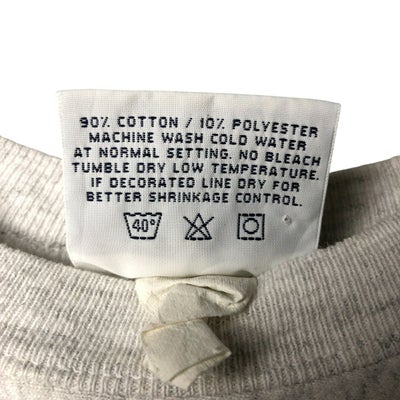 90% COTTON / 10% POLYESTER
MACHINE WASH COLD WATER
AT NORMAL SETTING. NO BLEACH
TUMBLE DRY LOW TEMPERATURE.
IF DECORATED LINE DRY FOR
BETTER SHRINKAGE CONTROL.
40°